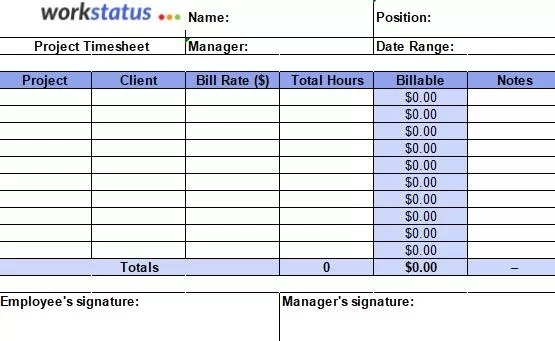 workstatus Name: Position:
Project Timesheet Manager: Date Range:
Project Client Bill Rate ($) Total Hours Billable Notes
$0.00
$0.00
$0.00
$0.00
$0.00
$0.00
$0.00
$0.00
$0.00
$0.00
Totals 0 $0.00 –
Employee's signature: Manager's signature: